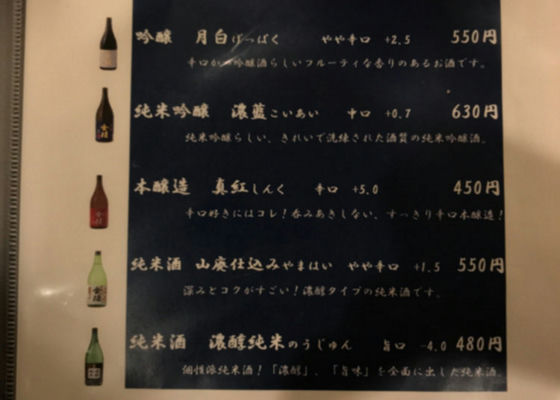 吟醸 月白げっぱく やや辛口 +2.5 550円
辛口かつ吟醸酒らしいフルーティな香りのあるお酒です。
純米吟醸 濃藍こいあい 中口 +0.7 630円
純米吟醸らしい、きれいで洗練された酒質の純米吟醸酒。
本醸造 真紅しんく 辛口 +5.0 450円
辛口好きにはコレ!呑みあきしない、すっきり辛口本醸造!
純米酒 山廃仕込みやまはい やや辛口 +1.5 550円
深みとコクがすごい!濃醇タイプの純米酒です。
純米酒 濃醇純米のうじゅん 旨口 -4.0 480円
個性派純米酒!「濃醇」、「旨味」を全面に出した純米酒。